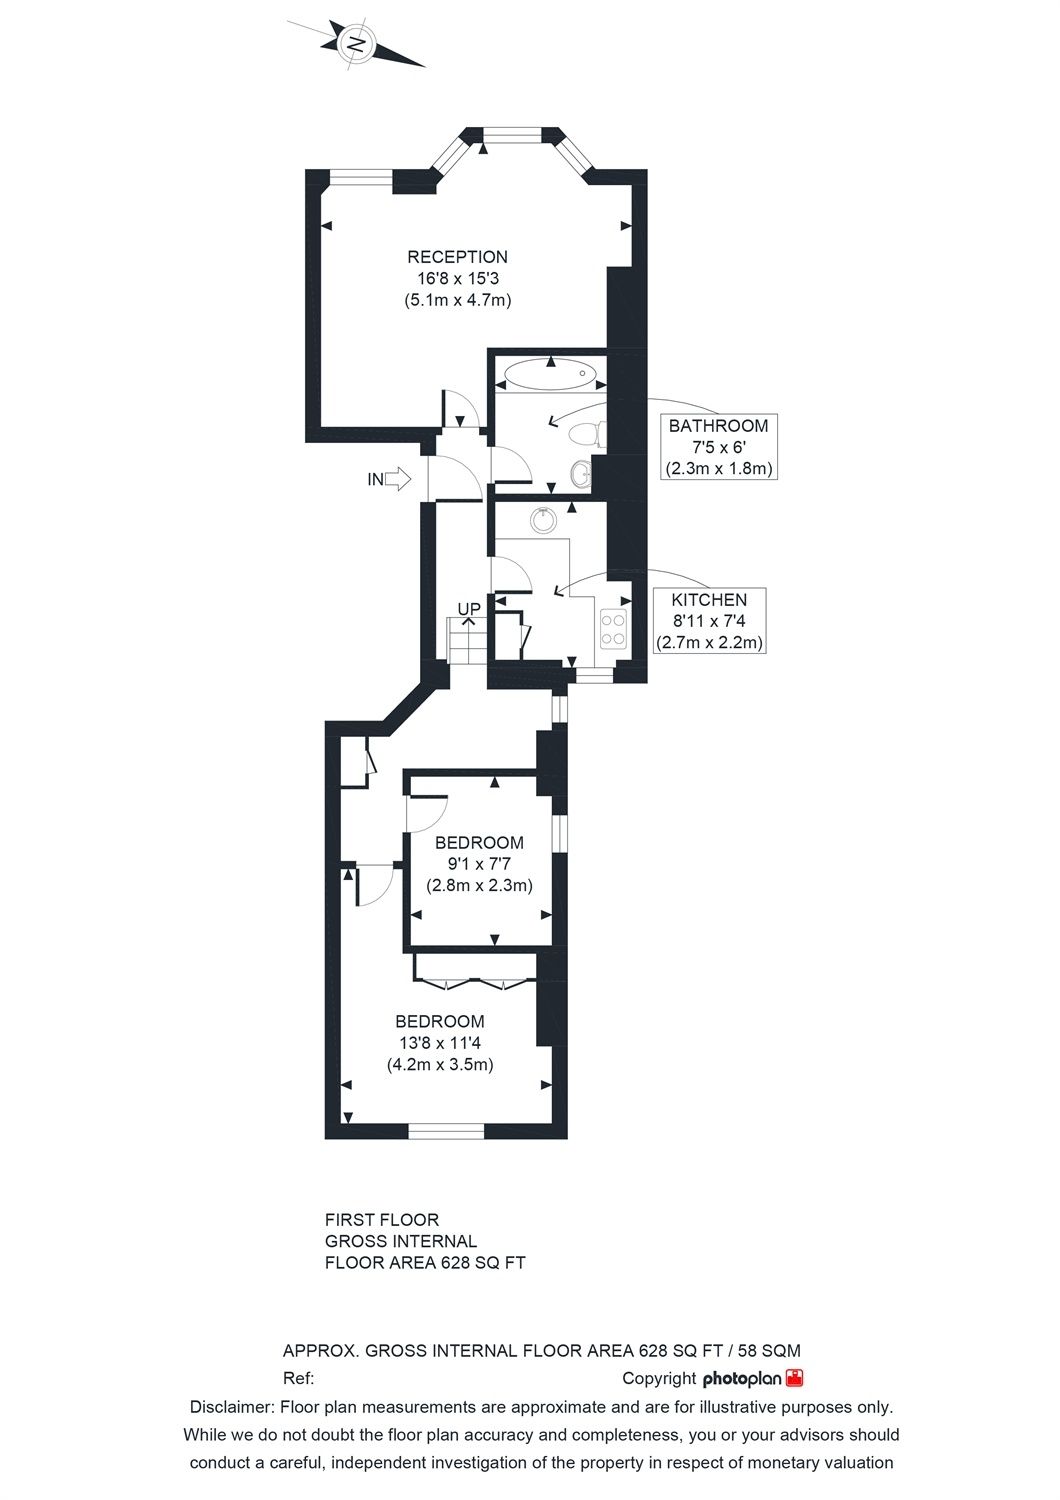 N
RECEPTION
16'8 x 15'3
(5.1m x 4.7m)
BATHROOM
7'5 x 6'
(2.3m x 1.8m)
IN
UP
KITCHEN
8'11 x 7'4
(2.7m x 2.2m)
BEDROOM
9'1 x 7'7
(2.8m x 2.3m)
BEDROOM
13'8 x 11'4
(4.2m x 3.5m)
FIRST FLOOR
GROSS INTERNAL
FLOOR AREA 628 SQ FT
APPROX. GROSS INTERNAL FLOOR AREA 628 SQ FT / 58 SQM
Ref:
Copyright photoplan
Disclaimer: Floor plan measurements are approximate and are for illustrative purposes only.
While we do not doubt the floor plan accuracy and completeness, you or your advisors should
conduct a careful, independent investigation of the property in respect of monetary valuation